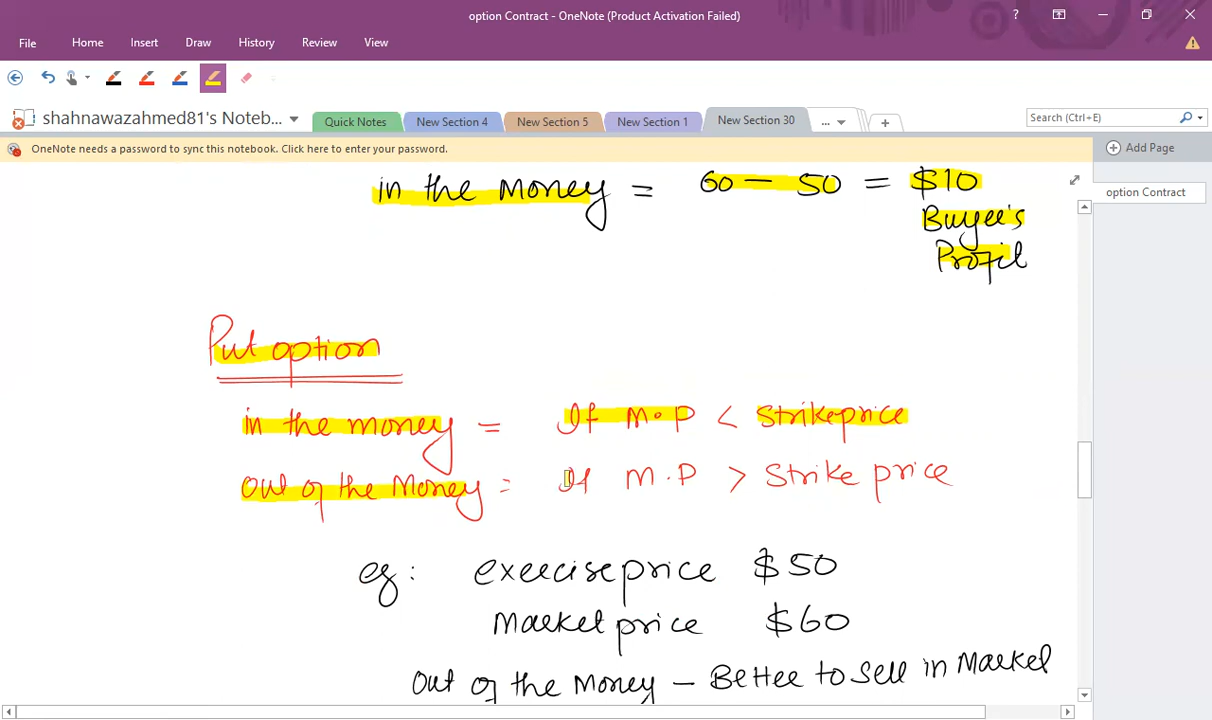 option Contract - OneNote (Product Activation Failed)
?
File Home Insert Draw History Review View
shahnawazahmed81's Noteb... Quick Notes New Section 4 New Section 5 New Section 1 New Section 30 ... Search (Ctrl+E)
OneNote needs a password to sync this notebook. Click here to enter your password.
Add Page
option Contract
in the money = 60 - 50 = $10
Buyer's
Profit
Put option
in the money = If M.P < Strike price
out of the Money = If M.P > Strike price
eg: exercise price $50
Market price $60
out of the Money - Better to sell in Market